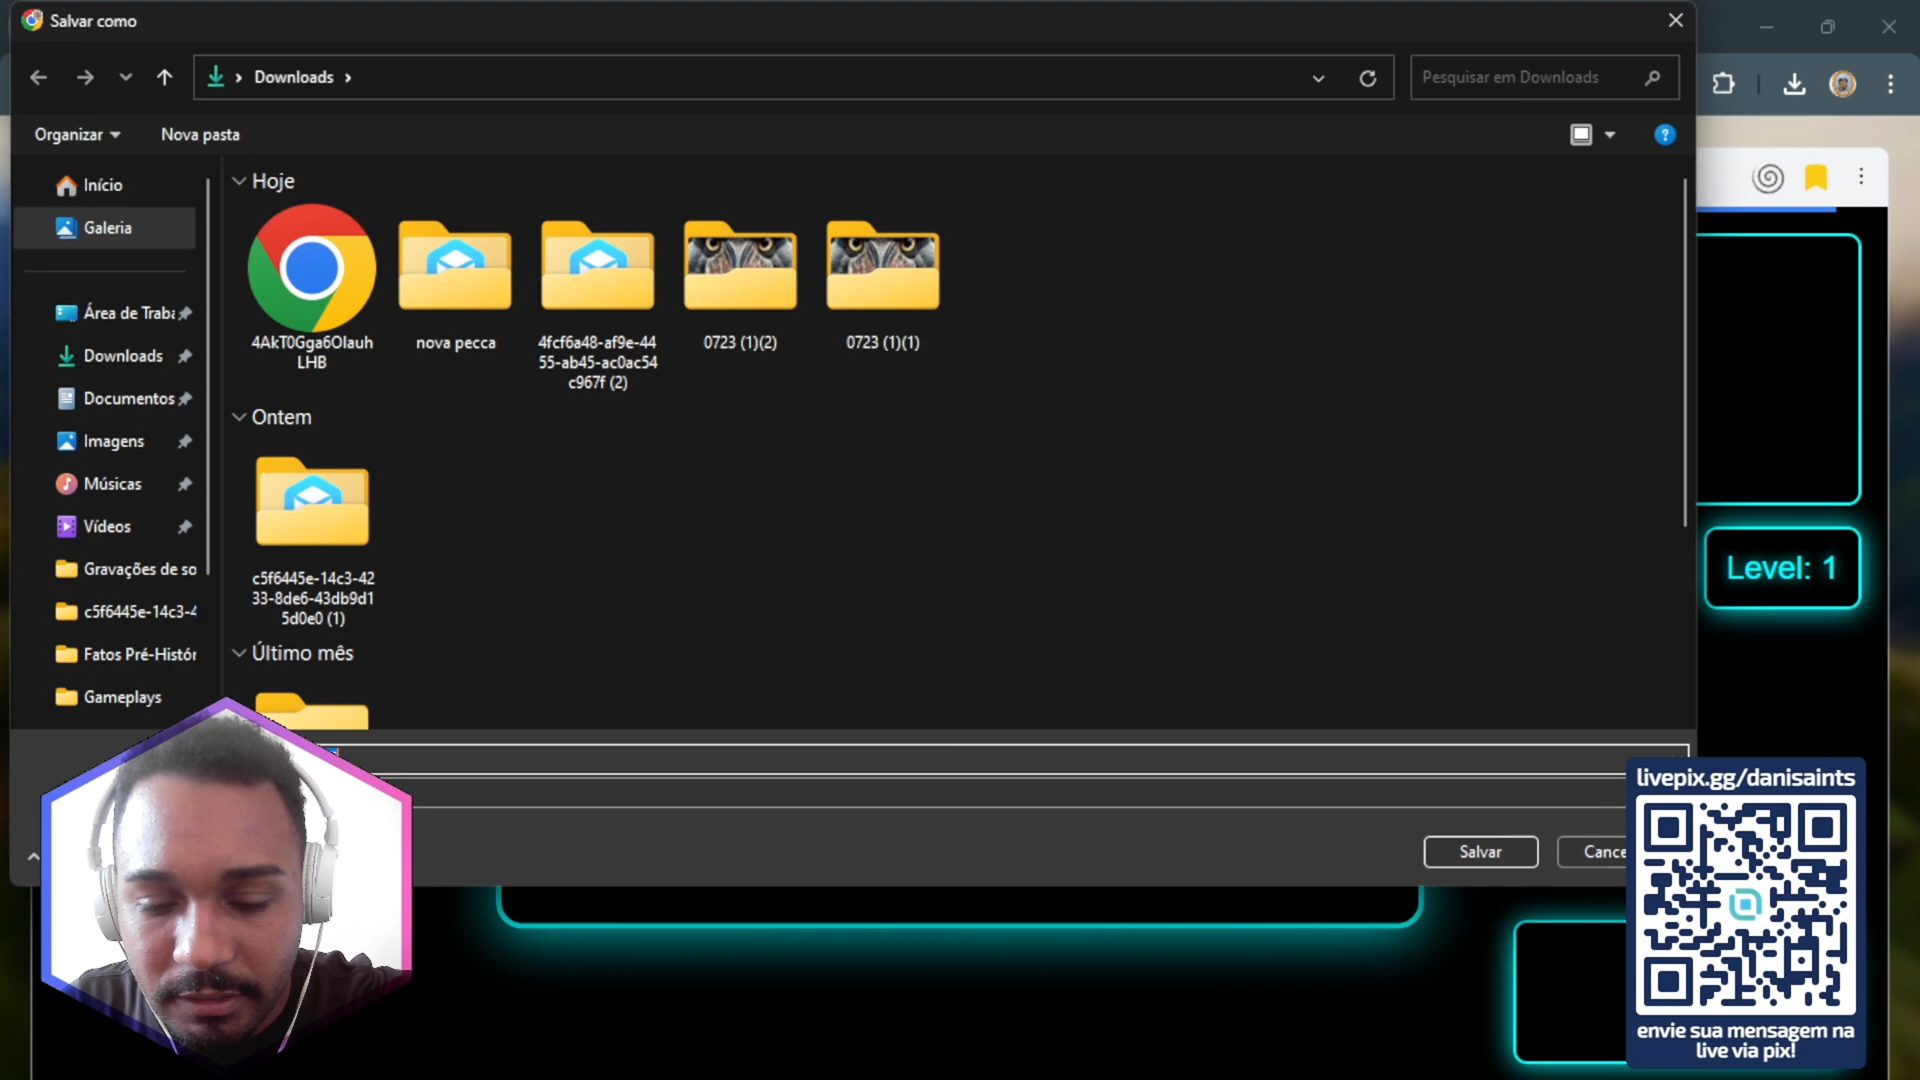 Salvar como
Downloads
Pesquisar em Downloads
Organizar
Nova pasta
Início
Galeria
Área de Traba
Downloads
Documentos
Imagens
Músicas
Vídeos
Gravações de so
c5f6445e-14c3-4
Fatos Pré-Histór
Gameplays
Hoje
4AkT0Gga6Olauh
LHB
nova pecca
4fcf6a48-af9e-44
55-ab45-ac0ac54
c967f (2)
0723 (1)(2)
0723 (1)(1)
Ontem
c5f6445e-14c3-42
33-8de6-43db9d1
5d0e0 (1)
Último mês
Level: 1
Salvar
Cance
livepix.gg/danisaints
envie sua mensagem na
live via pix!